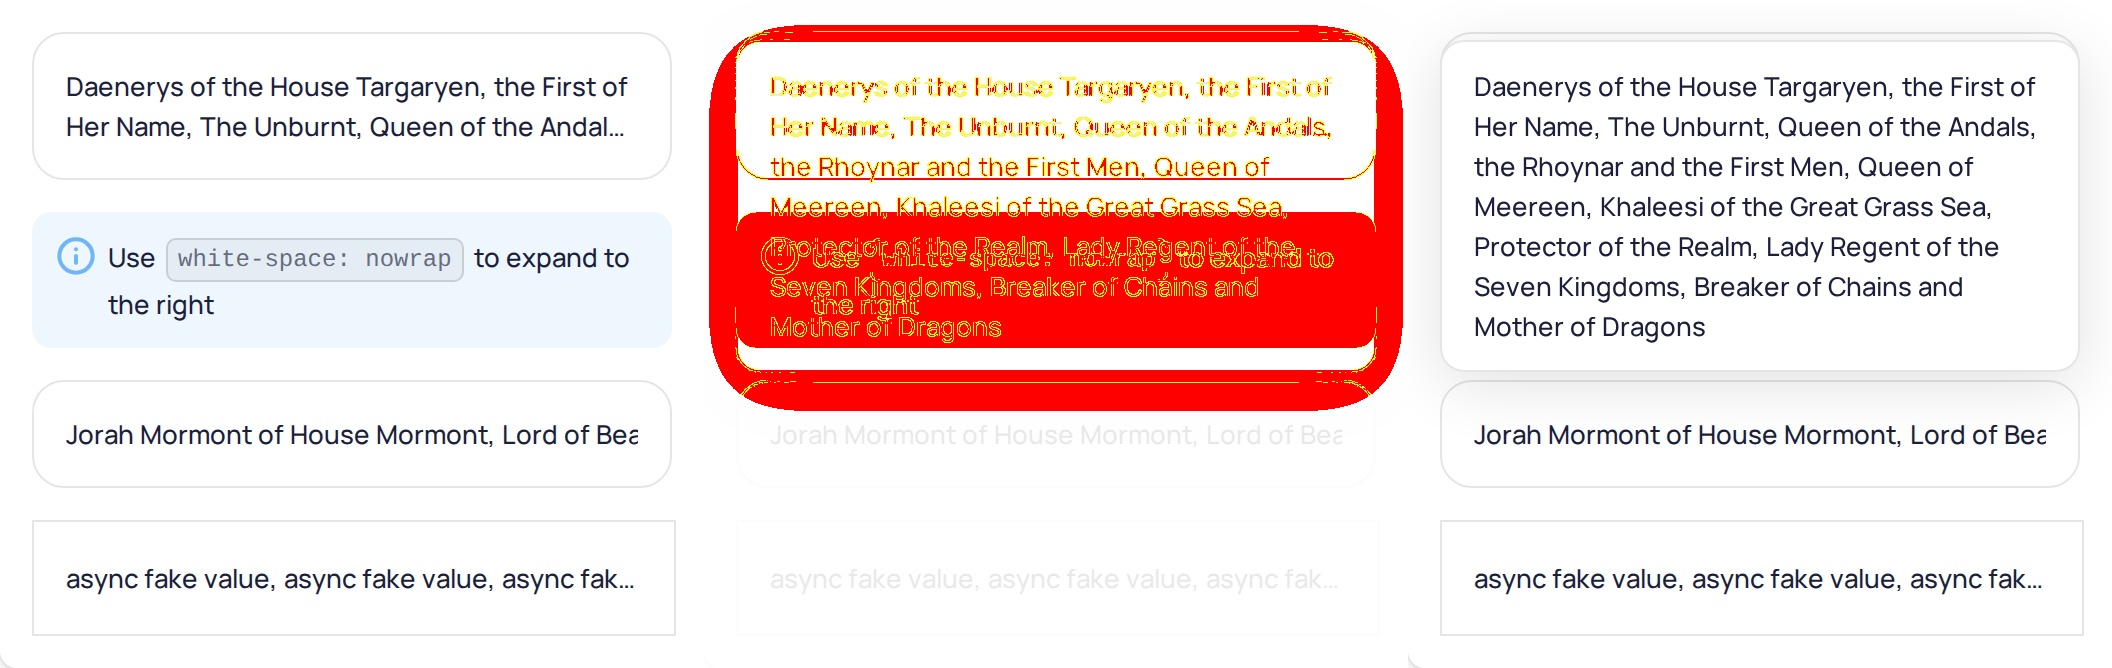 Daenerys of the House Targaryen, the First of
Her Name, The Unburnt, Queen of the Andal...
Use white-space: nowrap to expand to
the right
Jorah Mormont of House Mormont, Lord of Bea
async fake value, async fake value, async fak...
Daenerys of the House Targaryen, the First of
Her Name, The Unburnt, Queen of the Andals,
the Rhoynar and the First Men, Queen of
Meereen, Khaleesi of the Great Grass Sea,
Protector of the Realm, Lady Regent of the
Use white-space: nowrap to expand to
Seven Kingdoms, Breaker of Chains and
the right
Mother of Dragons
Jorah Mormont of House Mormont, Lord of Bea
async fake value, async fake value, async fak...
Daenerys of the House Targaryen, the First of
Her Name, The Unburnt, Queen of the Andals,
the Rhoynar and the First Men, Queen of
Meereen, Khaleesi of the Great Grass Sea,
Protector of the Realm, Lady Regent of the
Seven Kingdoms, Breaker of Chains and
Mother of Dragons
Jorah Mormont of House Mormont, Lord of Bea
async fake value, async fake value, async fak...